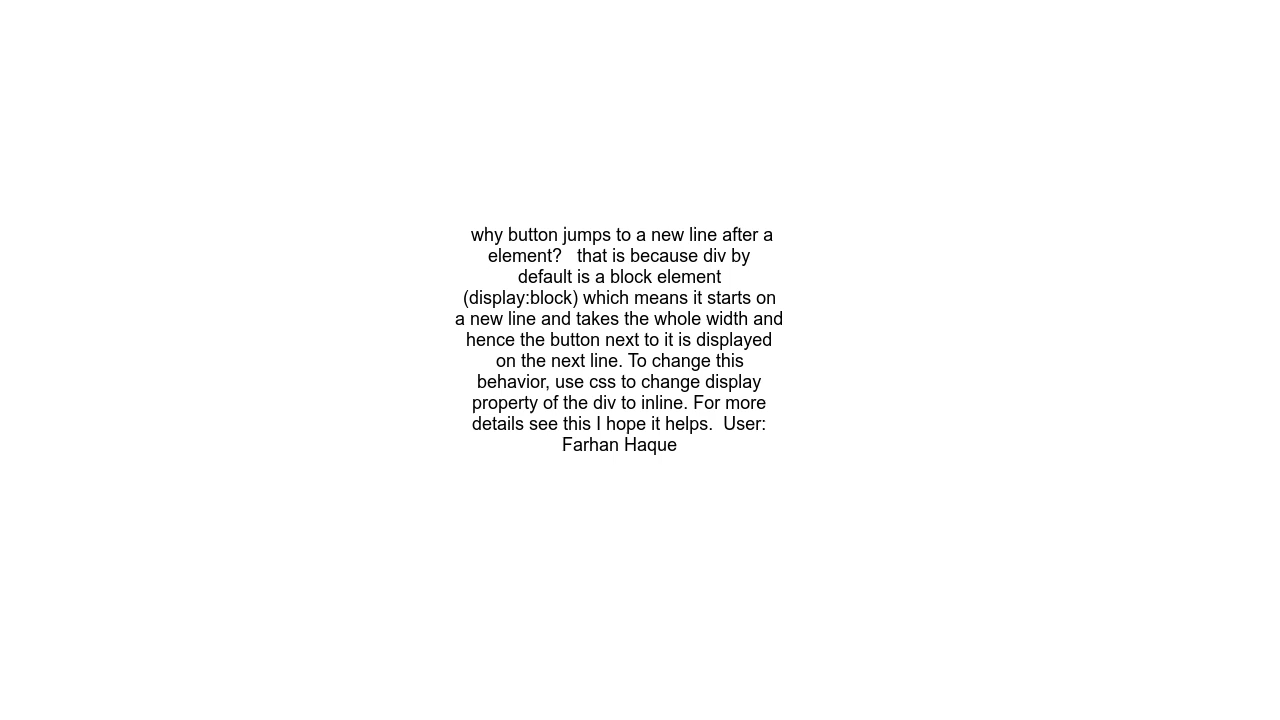 why button jumps to a new line after a
element?   that is because div by
default is a block element
(display:block) which means it starts on
a new line and takes the whole width and
hence the button next to it is displayed
on the next line. To change this
behavior, use css to change display
property of the div to inline. For more
details see this I hope it helps.  User:
Farhan Haque